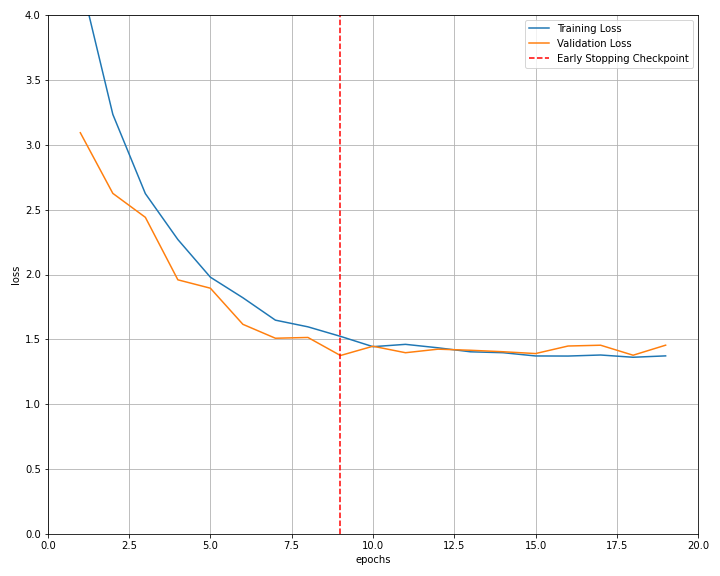 Training Loss
Validation Loss
Early Stopping Checkpoint
4.0
3.5
3.0
2.5
2.0
1.5
1.0
0.5
0.0
loss
0.0 2.5 5.0 7.5 10.0 12.5 15.0 17.5 20.0
epochs